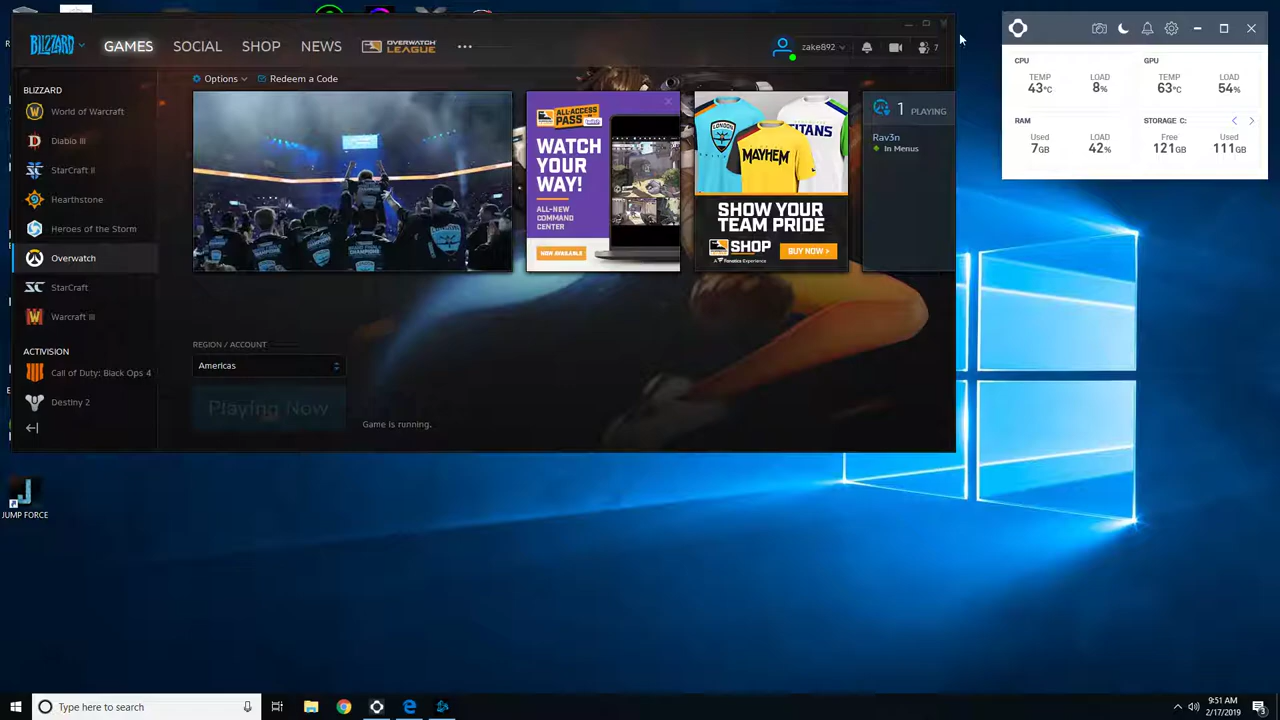 BLIZZARD
GAMES
SOCIAL
SHOP
NEWS
OVERWATCH
LEAGUE
zake892
7
BLIZZARD
World of Warcraft
Diablo III
StarCraft II
Hearthstone
Heroes of the Storm
Overwatch
StarCraft
Warcraft III
ACTIVISION
Call of Duty: Black Ops 4
Destiny 2
Options
Redeem a Code
ALL-ACCESS
PASS
WATCH
YOUR
WAY!
ALL-NEW
COMMAND
CENTER
NOW AVAILABLE
LONDON
TITANS
MAYHEM
SHOW YOUR
TEAM PRIDE
SHOP
BUY NOW >
A Fanatics Experience
1 PLAYING
Rav3n
In Menus
REGION / ACCOUNT
Americas
Playing Now
Game is running.
CPU
TEMP
43°C
LOAD
8%
GPU
TEMP
63°C
LOAD
54%
RAM
Used
7GB
LOAD
42%
STORAGE C:
Free
121GB
Used
111GB
JUMP FORCE
Type here to search
9:51 AM
2/17/2019
3